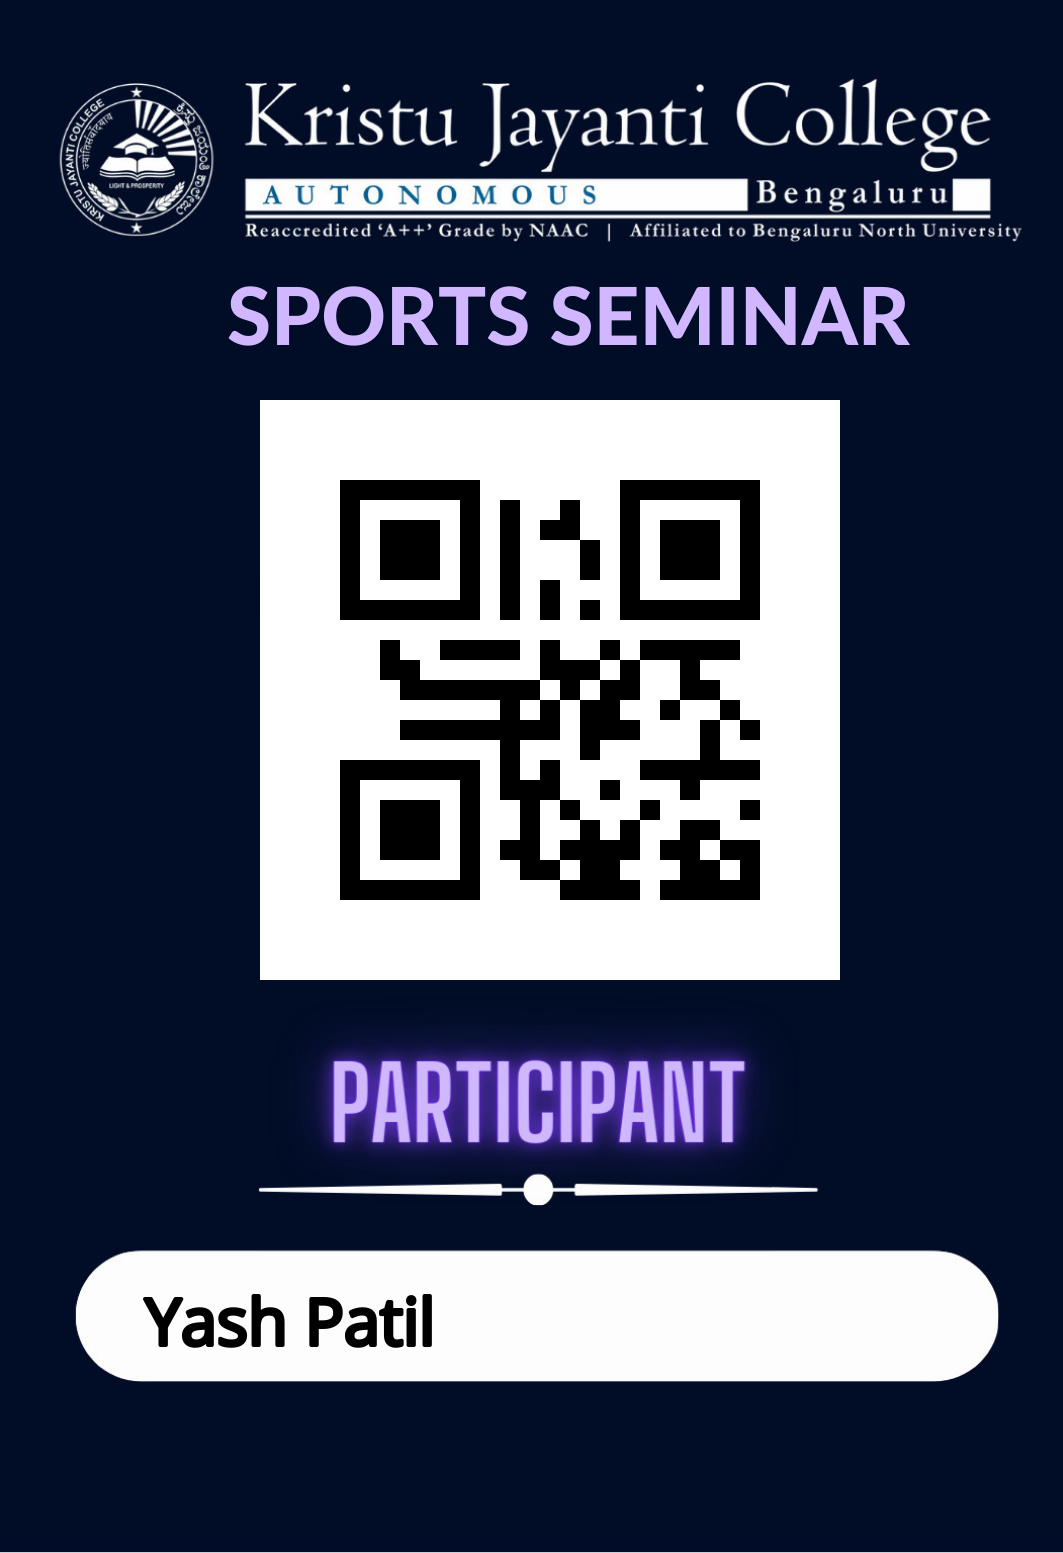 KRISTU JAYANTI COLLEGE
ज्योतिसंवादवाय
LIGHT & PROSPERITY
Kristu Jayanti College
AUTONOMOUS Bengaluru
Reaccredited ‘A++’ Grade by NAAC | Affiliated to Bengaluru North University
SPORTS SEMINAR
PARTICIPANT
Yash Patil